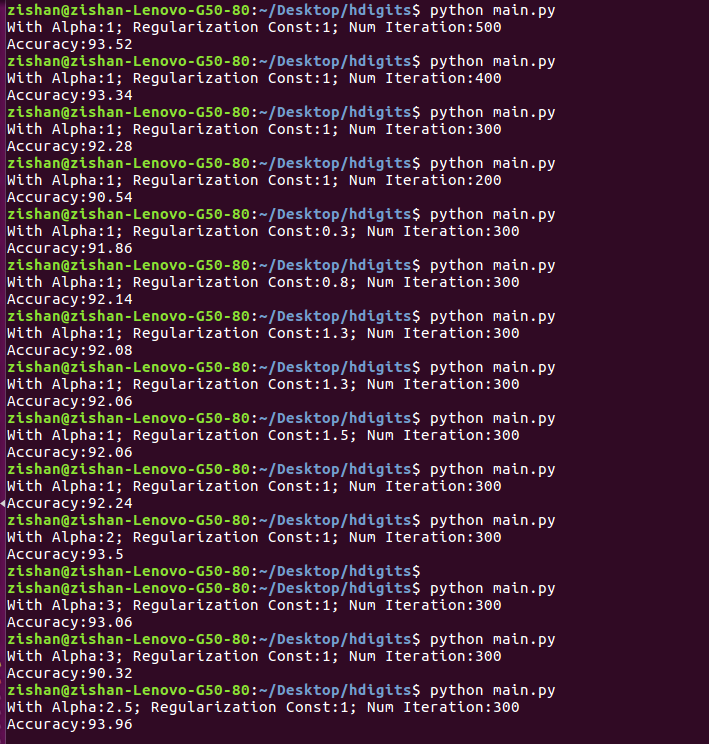 zishan@zishan-Lenovo-G50-80:~/Desktop/hdigits$ python main.py
With Alpha:1; Regularization Const:1; Num Iteration:500
Accuracy:93.52
zishan@zishan-Lenovo-G50-80:~/Desktop/hdigits$ python main.py
With Alpha:1; Regularization Const:1; Num Iteration:400
Accuracy:93.34
zishan@zishan-Lenovo-G50-80:~/Desktop/hdigits$ python main.py
With Alpha:1; Regularization Const:1; Num Iteration:300
Accuracy:92.28
zishan@zishan-Lenovo-G50-80:~/Desktop/hdigits$ python main.py
With Alpha:1; Regularization Const:1; Num Iteration:200
Accuracy:90.54
zishan@zishan-Lenovo-G50-80:~/Desktop/hdigits$ python main.py
With Alpha:1; Regularization Const:0.3; Num Iteration:300
Accuracy:91.86
zishan@zishan-Lenovo-G50-80:~/Desktop/hdigits$ python main.py
With Alpha:1; Regularization Const:0.8; Num Iteration:300
Accuracy:92.14
zishan@zishan-Lenovo-G50-80:~/Desktop/hdigits$ python main.py
With Alpha:1; Regularization Const:1.3; Num Iteration:300
Accuracy:92.08
zishan@zishan-Lenovo-G50-80:~/Desktop/hdigits$ python main.py
With Alpha:1; Regularization Const:1.3; Num Iteration:300
Accuracy:92.06
zishan@zishan-Lenovo-G50-80:~/Desktop/hdigits$ python main.py
With Alpha:1; Regularization Const:1.5; Num Iteration:300
Accuracy:92.06
zishan@zishan-Lenovo-G50-80:~/Desktop/hdigits$ python main.py
With Alpha:1; Regularization Const:1; Num Iteration:300
Accuracy:92.24
zishan@zishan-Lenovo-G50-80:~/Desktop/hdigits$ python main.py
With Alpha:2; Regularization Const:1; Num Iteration:300
Accuracy:93.5
zishan@zishan-Lenovo-G50-80:~/Desktop/hdigits$
zishan@zishan-Lenovo-G50-80:~/Desktop/hdigits$ python main.py
With Alpha:3; Regularization Const:1; Num Iteration:300
Accuracy:93.06
zishan@zishan-Lenovo-G50-80:~/Desktop/hdigits$ python main.py
With Alpha:3; Regularization Const:1; Num Iteration:300
Accuracy:90.32
zishan@zishan-Lenovo-G50-80:~/Desktop/hdigits$ python main.py
With Alpha:2.5; Regularization Const:1; Num Iteration:300
Accuracy:93.96